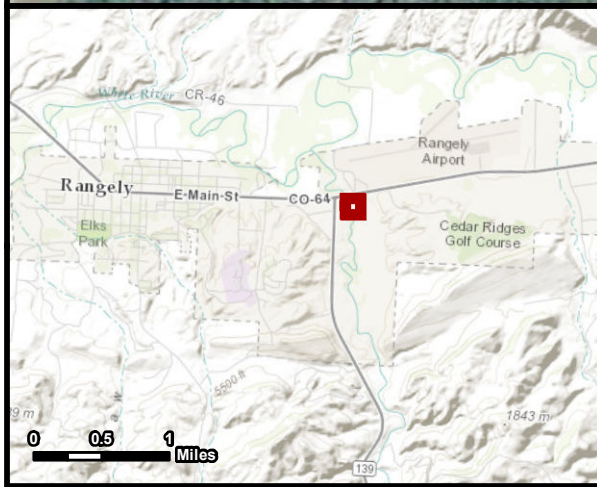 White River
CR-46
Rangely
Airport
Rangely
E-Main-St
CO-64
Elks
Park
Cedar Ridges
Golf Course
5500 ft
39 m
1843 m
0 0.5 1
Miles
139